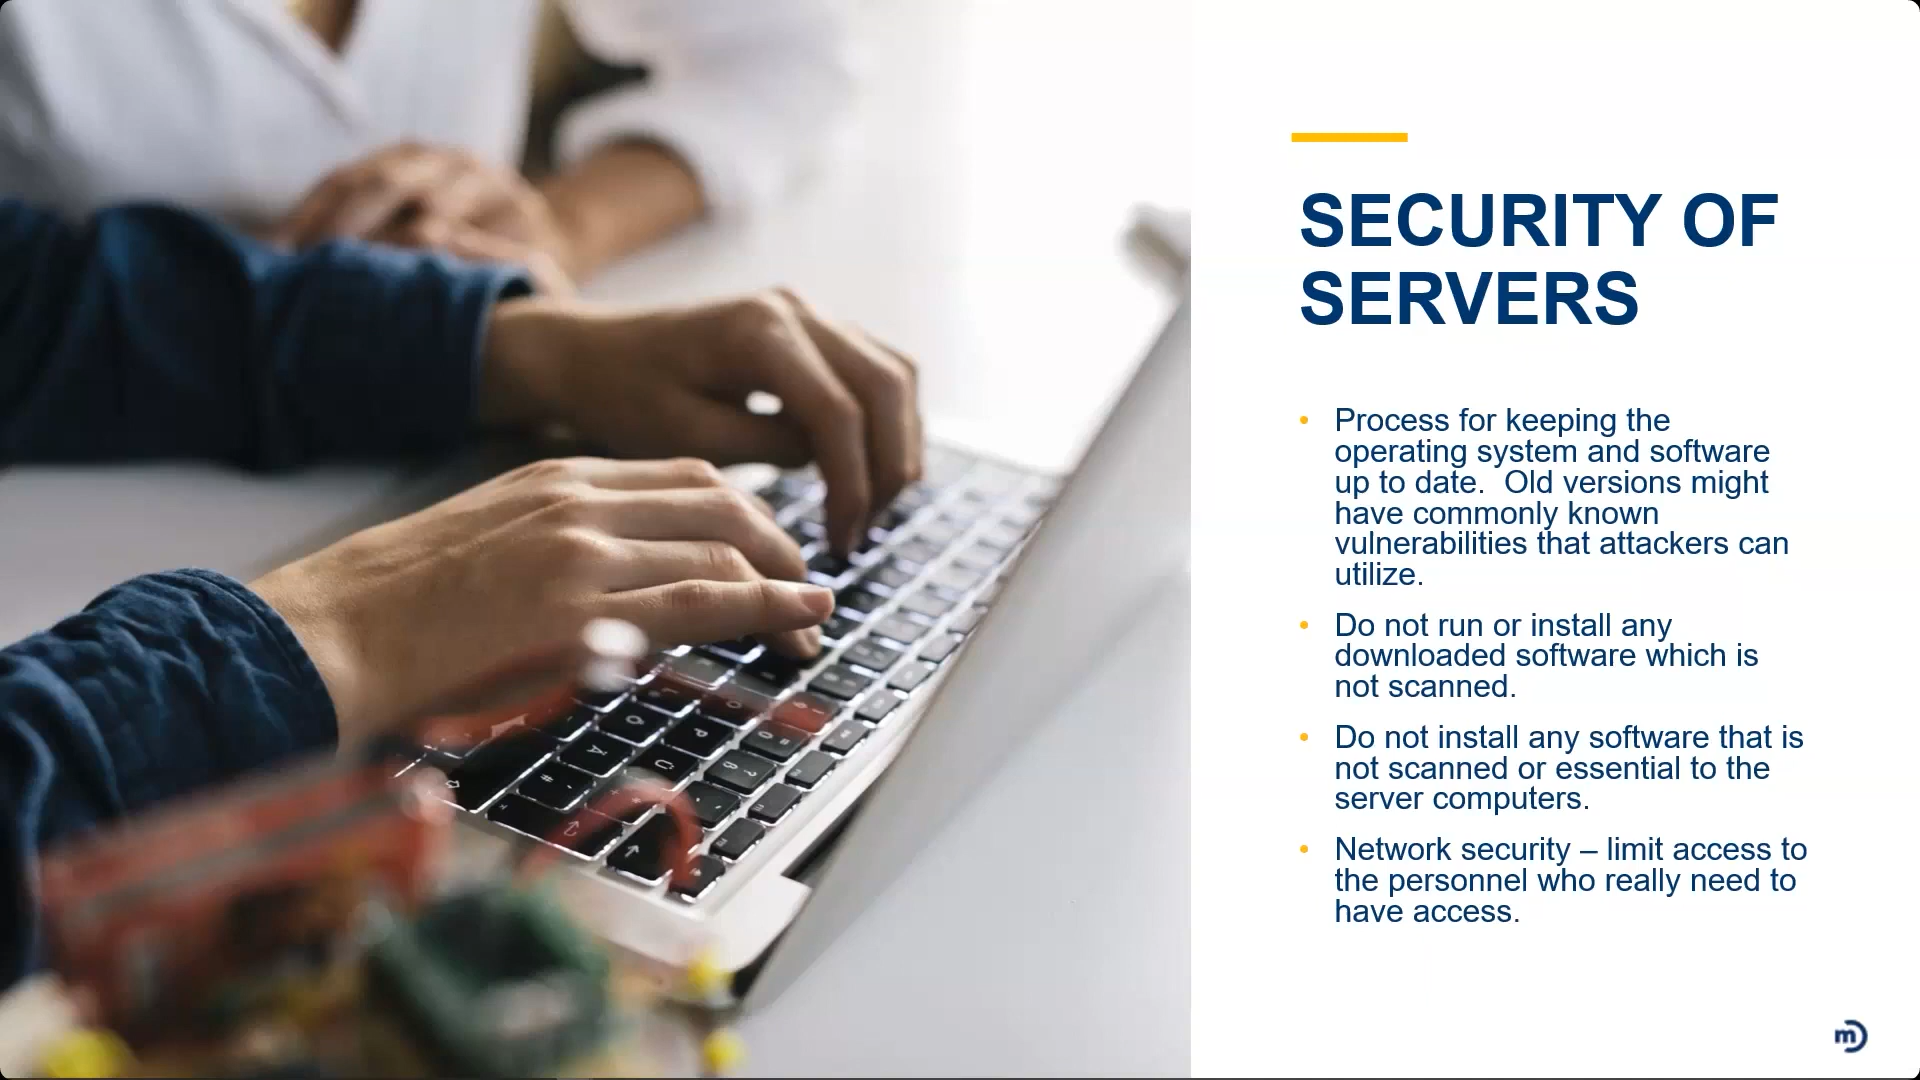 SECURITY OF
SERVERS
• Process for keeping the
operating system and software
up to date.  Old versions might
have commonly known
vulnerabilities that attackers can
utilize.
• Do not run or install any
downloaded software which is
not scanned.
• Do not install any software that is
not scanned or essential to the
server computers.
• Network security – limit access to
the personnel who really need to
have access.
m